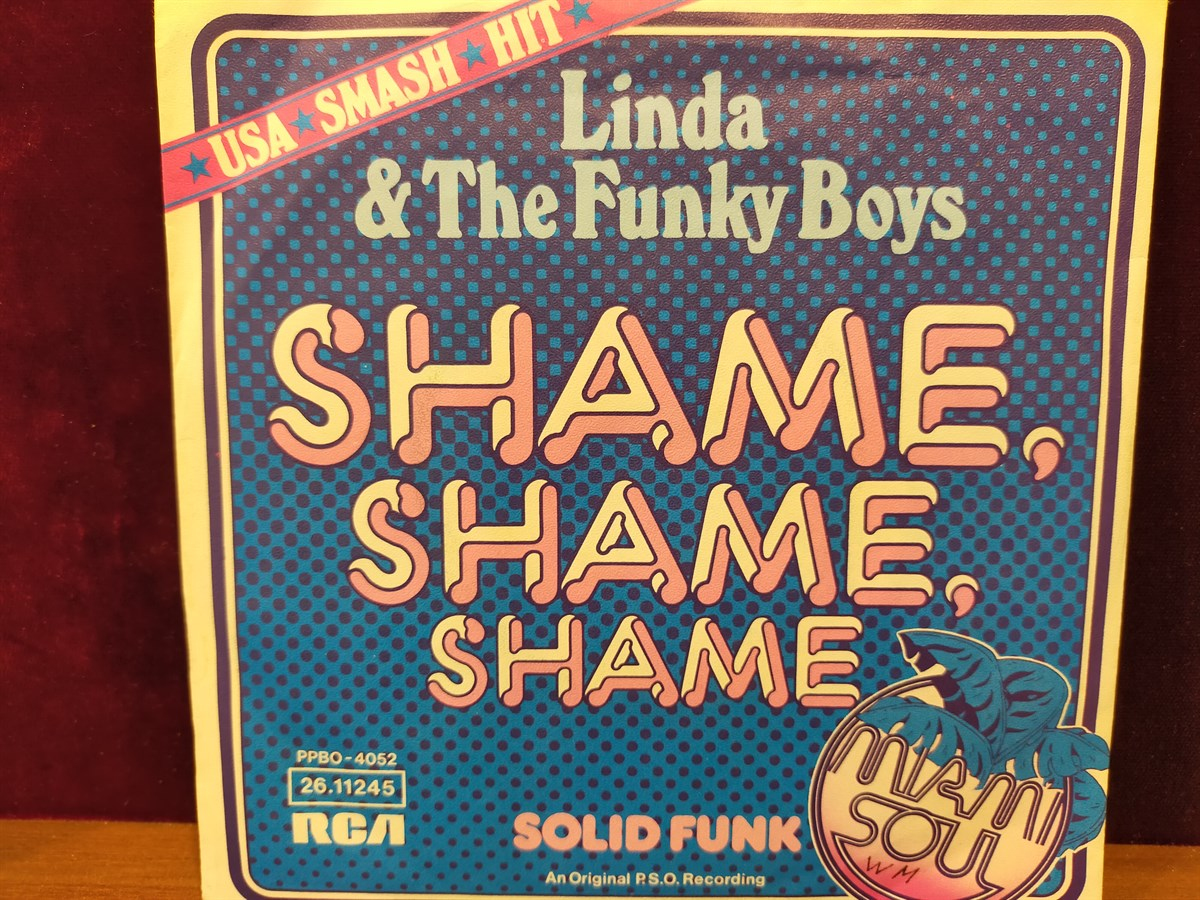 USA ★ SMASH ★ HIT
Linda
& The Funky Boys
SHAME,
SHAME,
SHAME
PPBO-4052
26.11245
RCA
SOLID FUNK
An Original P.S.O. Recording
MIAMI
SOUL
WM